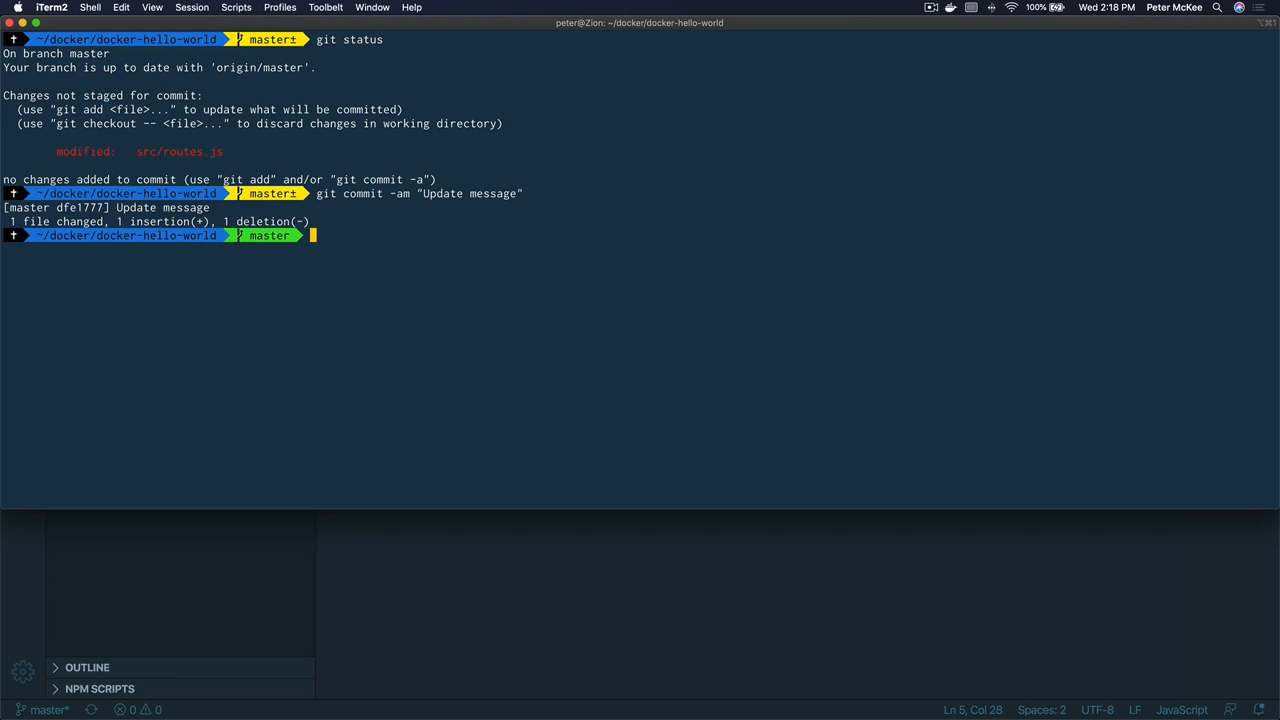 iTerm2 Shell Edit View Session Scripts Profiles Toolbelt Window Help 100% Wed 2:18 PM Peter McKee
peter@Zion: ~/docker/docker-hello-world ⌥⌘1
~/docker/docker-hello-world master± git status
On branch master
Your branch is up to date with 'origin/master'.
Changes not staged for commit:
(use "git add <file>..." to update what will be committed)
(use "git checkout -- <file>..." to discard changes in working directory)
modified: src/routes.js
no changes added to commit (use "git add" and/or "git commit -a")
~/docker/docker-hello-world master± git commit -am "Update message"
[master dfe1777] Update message
1 file changed, 1 insertion(+), 1 deletion(-)
~/docker/docker-hello-world master
OUTLINE
NPM SCRIPTS
master* 0 0 Ln 5, Col 28 Spaces: 2 UTF-8 LF JavaScript